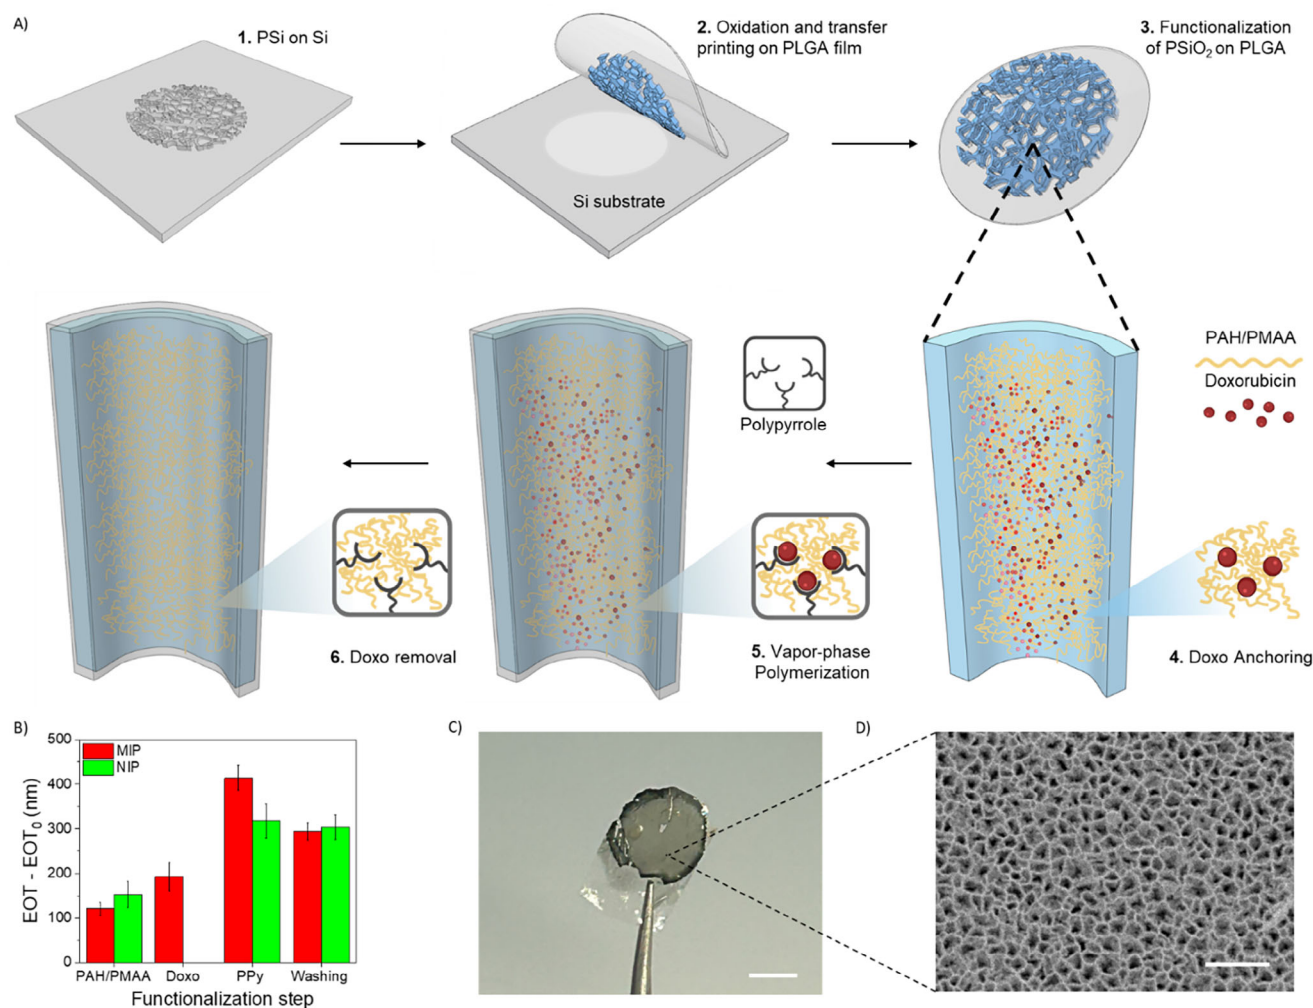 A)
1. PSi on Si
2. Oxidation and transfer
printing on PLGA film
3. Functionalization
of PSiO₂ on PLGA
Si substrate
PAH/PMAA
Doxorubicin
Polypyrrole
6. Doxo removal
5. Vapor-phase
Polymerization
4. Doxo Anchoring
B)
500
400
300
200
100
0
EOT - EOT₀ (nm)
MIP
NIP
PAH/PMAA Doxo PPy Washing
Functionalization step
C)
D)